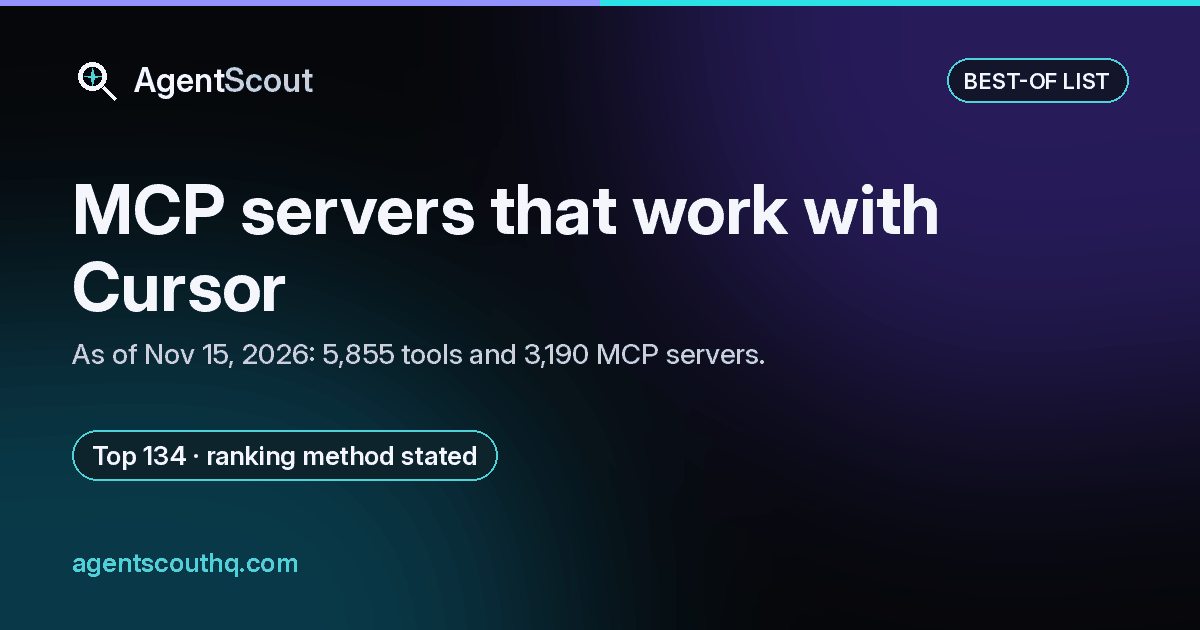 AgentScout
BEST-OF LIST
MCP servers that work with
Cursor
As of Nov 15, 2026: 5,855 tools and 3,190 MCP servers.
Top 134 · ranking method stated
agentscouthq.com